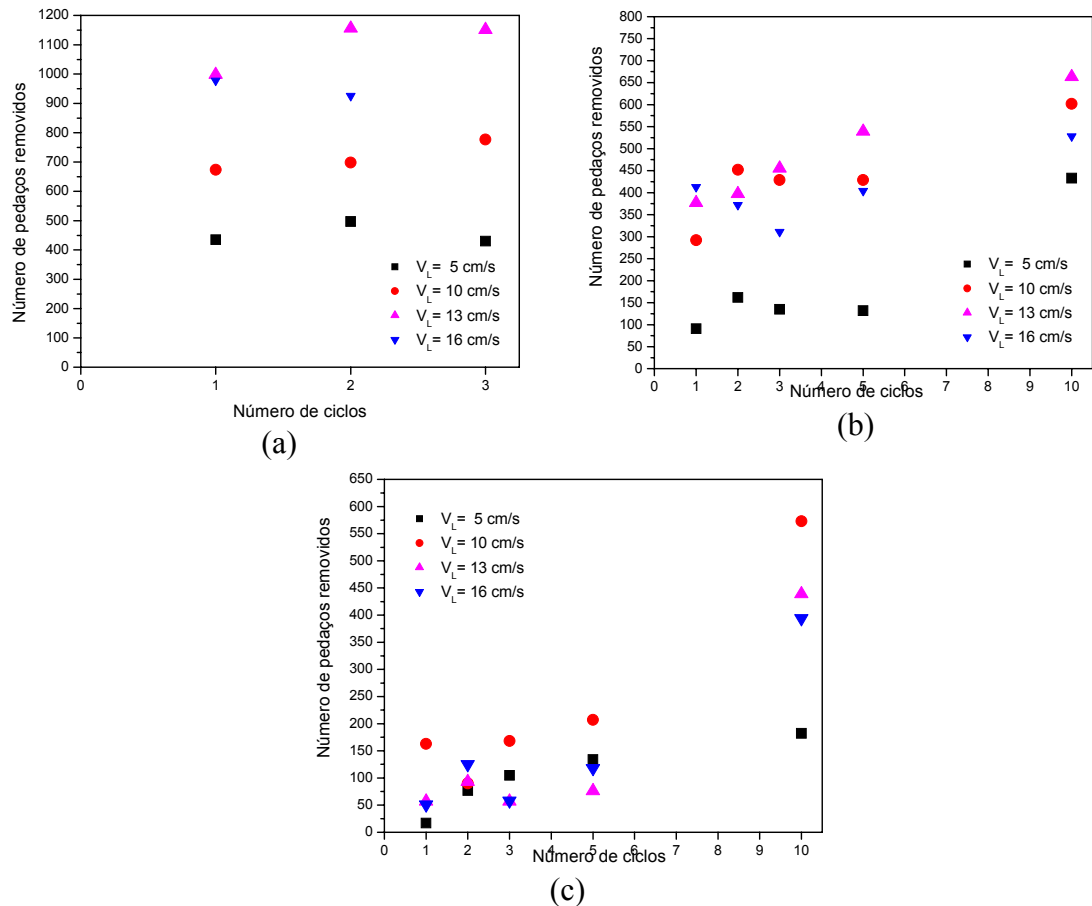 1200
1100
1000
900
800
700
600
500
400
300
200
100
0
Número de pedaços removidos
V_L= 5 cm/s
V_L= 10 cm/s
V_L= 13 cm/s
V_L= 16 cm/s
0 1 2 3
Número de ciclos
(a)
800
750
700
650
600
550
500
450
400
350
300
250
200
150
100
50
0
Número de pedaços removidos
V_L= 5 cm/s
V_L= 10 cm/s
V_L= 13 cm/s
V_L= 16 cm/s
0 1 2 3 4 5 6 7 8 9 10
Número de ciclos
(b)
650
600
550
500
450
400
350
300
250
200
150
100
50
0
Número de pedaços removidos
V_L= 5 cm/s
V_L= 10 cm/s
V_L= 13 cm/s
V_L= 16 cm/s
0 1 2 3 4 5 6 7 8 9 10
Número de ciclos
(c)